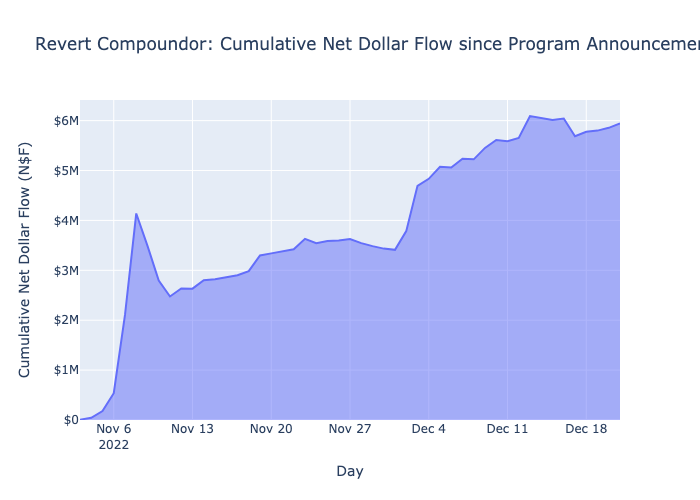 Revert Compoundor: Cumulative Net Dollar Flow since Program
Cumulative Net Dollar Flow (N$F)
$6M
$5M
$4M
$3M
$2M
$1M
$0
Nov 6 Nov 13 Nov 20 Nov 27 Dec 4 Dec 11 Dec 18
2022
Day